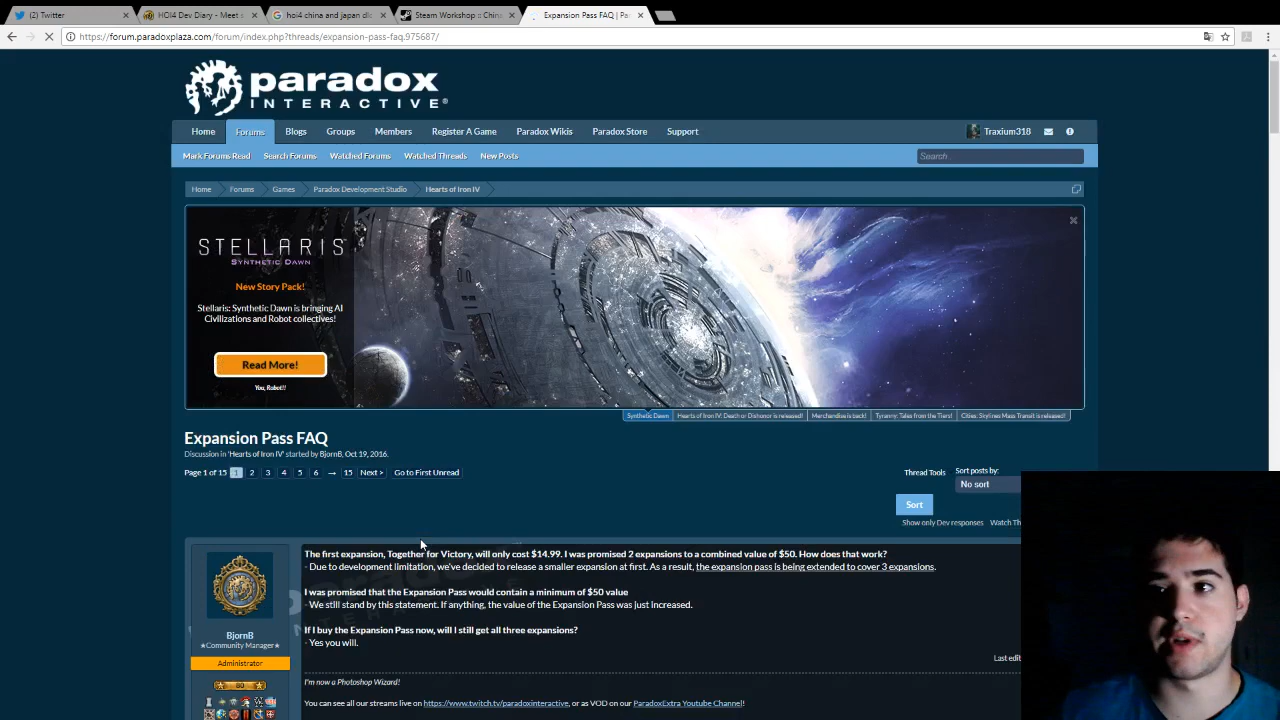 (2) Twitter
HOI4 Dev Diary - Meet s
hoi4 china and japan dlc
Steam Workshop :: China
Expansion Pass FAQ | Par
https://forum.paradoxplaza.com/forum/index.php?threads/expansion-pass-faq.975687/
paradox
INTERACTIVE
Home Forums Blogs Groups Members Register A Game Paradox Wikis Paradox Store Support Traxium318
Mark Forums Read Search Forums Watched Forums Watched Threads New Posts Search...
Home Forums Games Paradox Development Studio Hearts of Iron IV
STELLARIS
SYNTHETIC DAWN
New Story Pack!
Stellaris: Synthetic Dawn is bringing AI
Civilizations and Robot collectives!
Read More!
You, Robot!!
Synthetic Dawn Hearts of Iron IV: Death or Dishonor is released! Merchandise is back! Tyranny: Tales from the Tiers! Cities: Skylines Mass Transit is released!
Expansion Pass FAQ
Discussion in 'Hearts of Iron IV' started by BjornB, Oct 19, 2016.
Page 1 of 15 1 2 3 4 5 6 → 15 Next > Go to First Unread
Thread Tools
Sort posts by:
No sort
Sort
Show only Dev responses Watch Th
The first expansion, Together for Victory, will only cost $14.99. I was promised 2 expansions to a combined value of $50. How does that work?
- Due to development limitation, we've decided to release a smaller expansion at first. As a result, the expansion pass is being extended to cover 3 expansions.
I was promised that the Expansion Pass would contain a minimum of $50 value
- We still stand by this statement. If anything, the value of the Expansion Pass was just increased.
If I buy the Expansion Pass now, will I still get all three expansions?
- Yes you will.
Last edit
BjornB
★Community Manager★
Administrator
80
I'm now a Photoshop Wizard!
You can see all our streams live on https://www.twitch.tv/paradoxinteractive, or as VOD on our ParadoxExtra Youtube Channel!